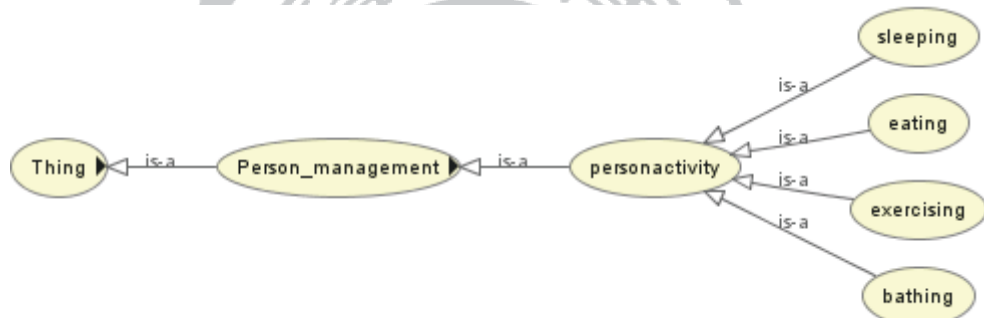 sleeping
is-a
eating
is-a
Thing
is-a
Person_management
is-a
personactivity
is-a
exercising
is-a
bathing